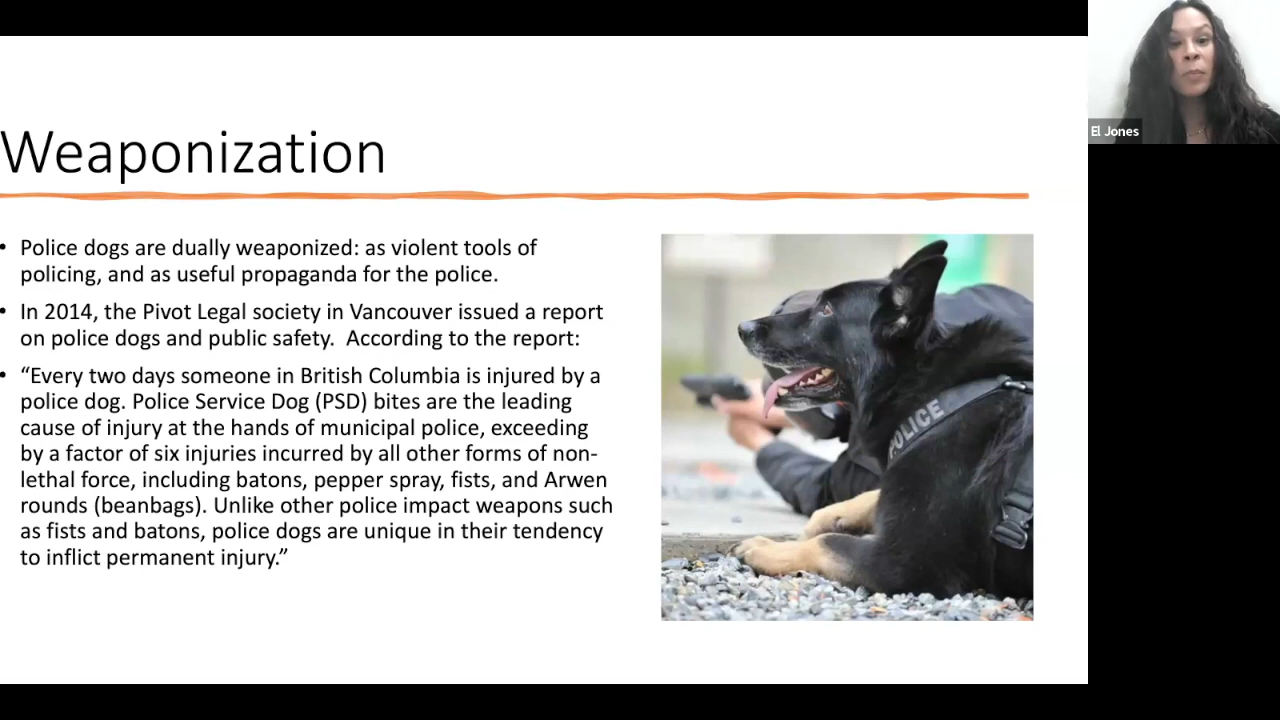 Weaponization
• Police dogs are dually weaponized: as violent tools of
policing, and as useful propaganda for the police.
• In 2014, the Pivot Legal society in Vancouver issued a report
on police dogs and public safety.  According to the report:
• “Every two days someone in British Columbia is injured by a
police dog. Police Service Dog (PSD) bites are the leading
cause of injury at the hands of municipal police, exceeding
by a factor of six injuries incurred by all other forms of non-
lethal force, including batons, pepper spray, fists, and Arwen
rounds (beanbags). Unlike other police impact weapons such
as fists and batons, police dogs are unique in their tendency
to inflict permanent injury.”
POLICE
El Jones